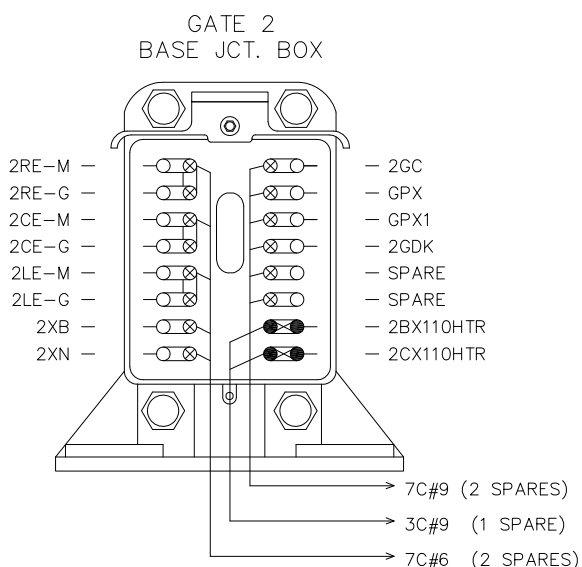 GATE 2
BASE JCT. BOX
2RE-M - - 2GC
2RE-G - - GPX
2CE-M - - GPX1
2CE-G - - 2GDK
2LE-M - - SPARE
2LE-G - - SPARE
2XB - - 2BX110HTR
2XN - - 2CX110HTR
7C#9 (2 SPARES)
3C#9 (1 SPARE)
7C#6 (2 SPARES)